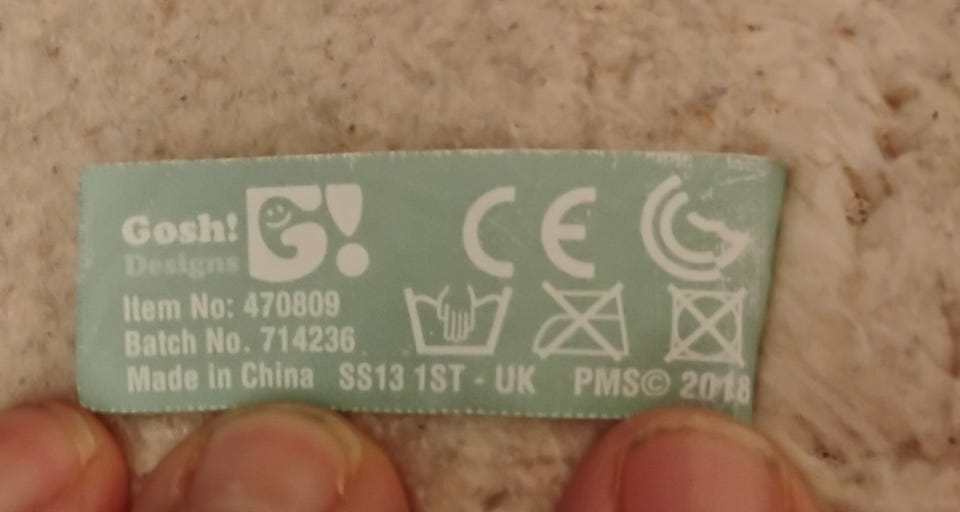 Gosh! G!
Designs
CE
Item No: 470809
Batch No. 714236
Made in China SS13 1ST - UK PMS© 2018